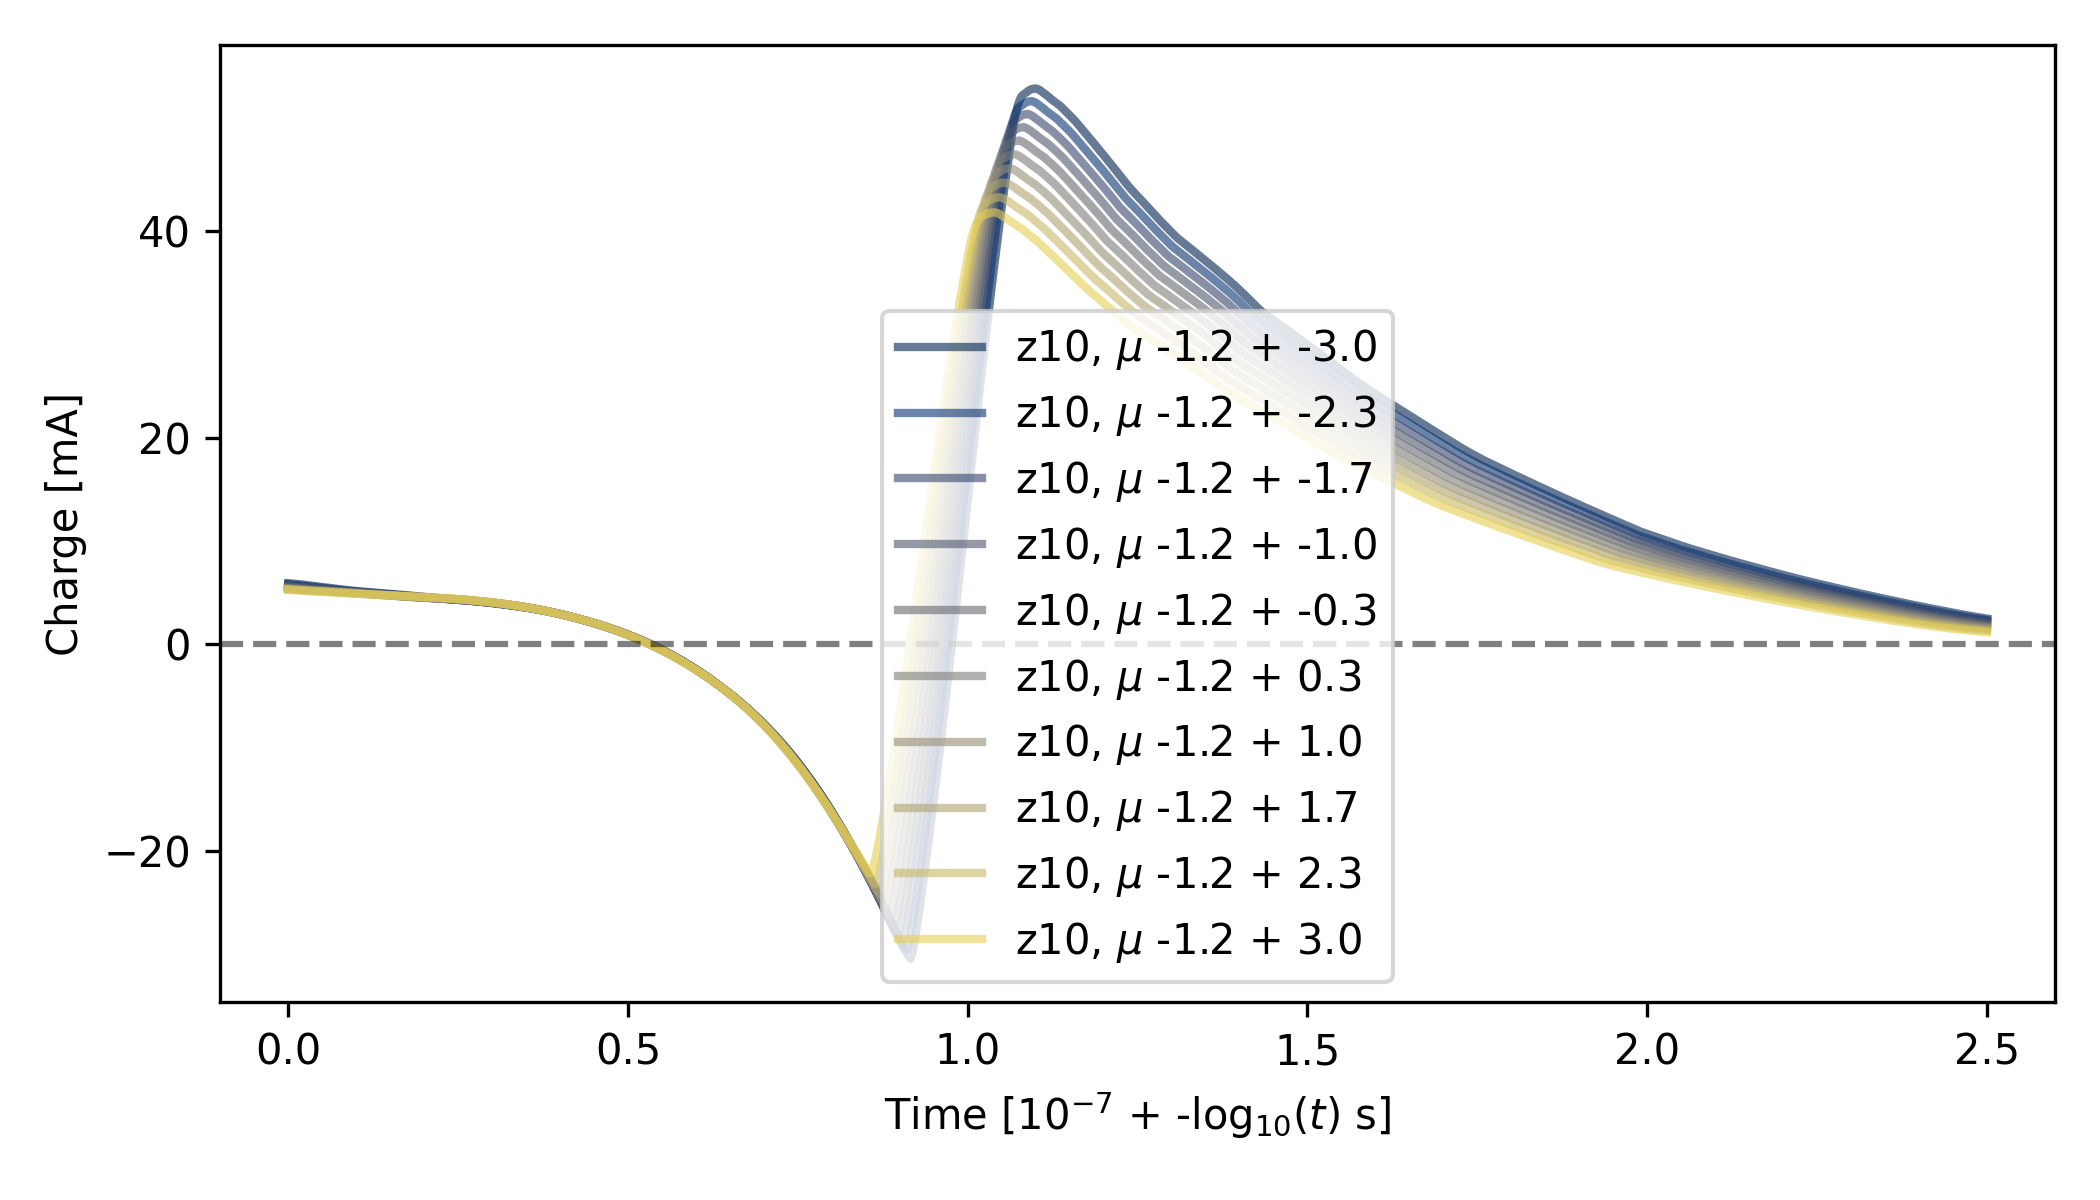 Charge [mA]
40
20
0
−20
z10, μ -1.2 + -3.0
z10, μ -1.2 + -2.3
z10, μ -1.2 + -1.7
z10, μ -1.2 + -1.0
z10, μ -1.2 + -0.3
z10, μ -1.2 + 0.3
z10, μ -1.2 + 1.0
z10, μ -1.2 + 1.7
z10, μ -1.2 + 2.3
z10, μ -1.2 + 3.0
0.0 0.5 1.0 1.5 2.0 2.5
Time [10⁻⁷ + -log₁₀(t) s]